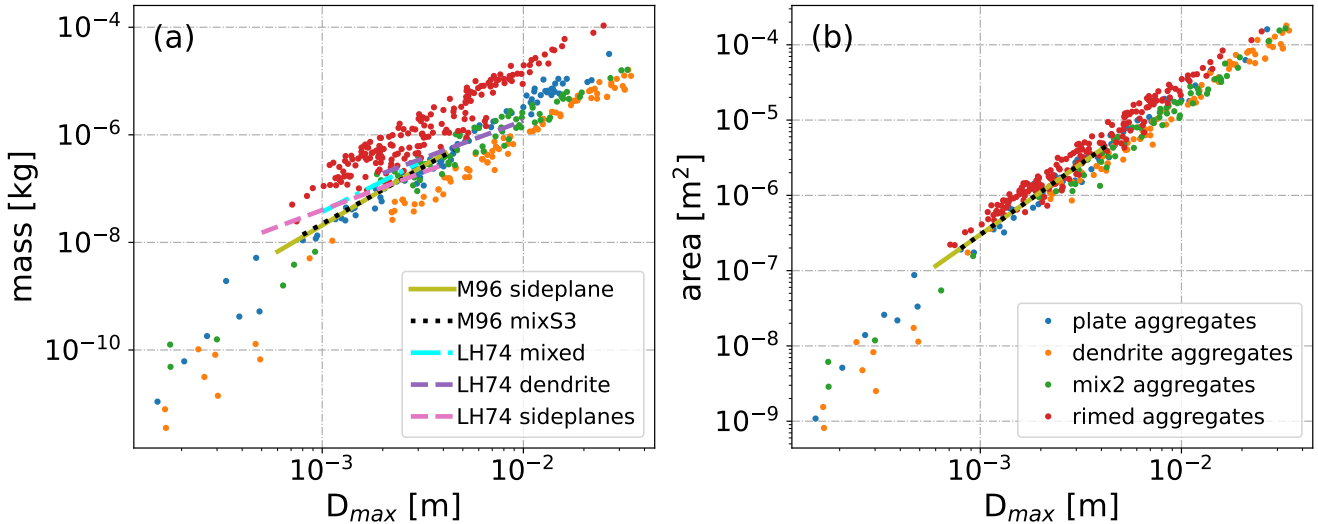 (a)
mass [kg]
10⁻⁴
10⁻⁶
10⁻⁸
10⁻¹⁰
M96 sideplane
M96 mixS3
LH74 mixed
LH74 dendrite
LH74 sideplanes
10⁻³
10⁻²
D_max [m]
(b)
area [m²]
10⁻⁴
10⁻⁵
10⁻⁶
10⁻⁷
10⁻⁸
10⁻⁹
plate aggregates
dendrite aggregates
mix2 aggregates
rimed aggregates
10⁻³
10⁻²
D_max [m]